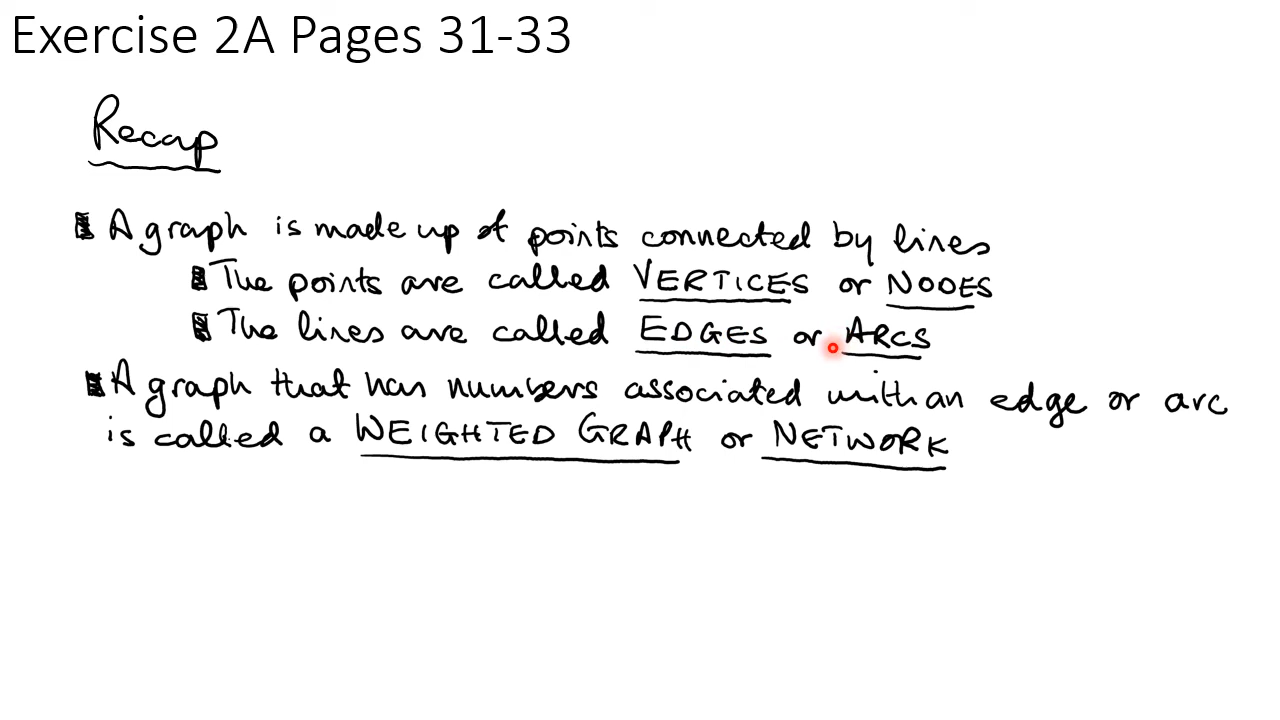 Exercise 2A Pages 31-33
Recap
A graph is made up of points connected by lines
The points are called VERTICES or NODES
The lines are called EDGES or ARCS
A graph that has numbers associated with an edge or arc
is called a WEIGHTED GRAPH or NETWORK